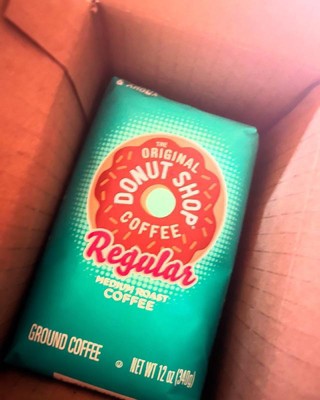 THE
ORIGINAL
DONUT SHOP
COFFEE
Regular
MEDIUM ROAST
COFFEE
GROUND COFFEE
NET WT 12 OZ (340g)